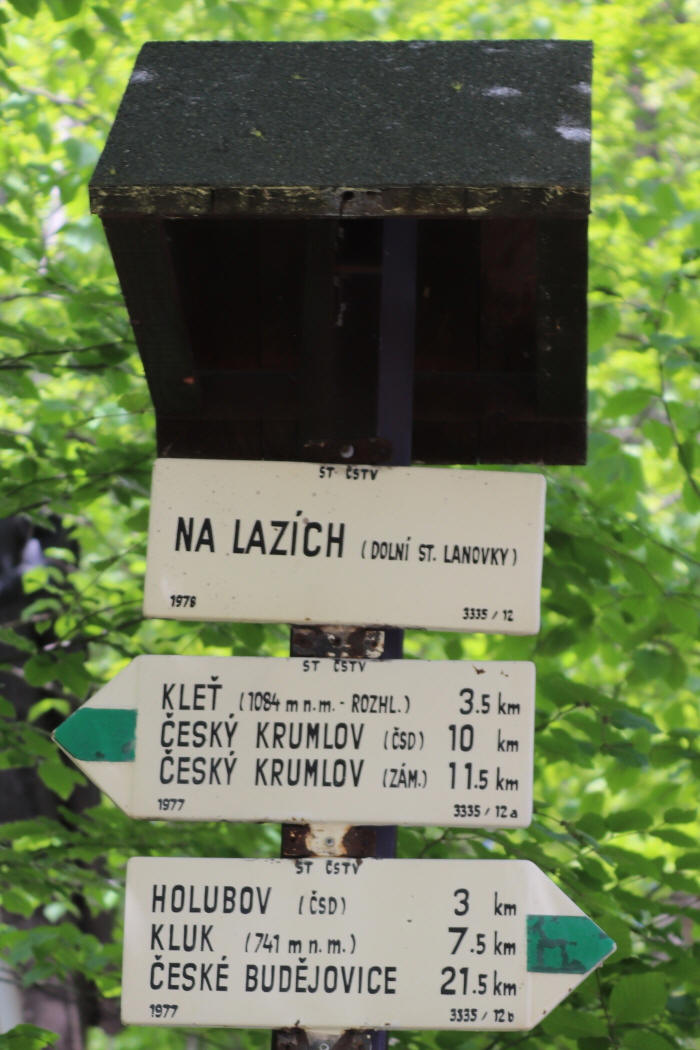 ST ČSTV
NA LAZÍCH (DOLNÍ ST. LANOVKY)
1976 3335 / 12
ST ČSTV
KLEŤ (1084 m n.m. - ROZHL.) 3.5 km
ČESKÝ KRUMLOV (ČSD) 10 km
ČESKÝ KRUMLOV (ZÁM.) 11.5 km
1977 3335 / 12a
ST ČSTV
HOLUBOV (ČSD) 3 km
KLUK (741 m n. m.) 7.5 km
ČESKÉ BUDĚJOVICE 21.5 km
1977 3335 / 12b